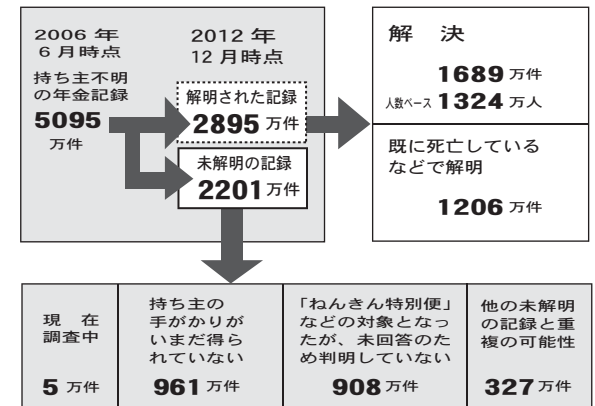 2006 年
6 月時点
持ち主不明
の年金記録
5095
万件
2012 年
12 月時点
解明された記録
2895 万件
未解明の記録
2201 万件
解 決
1689 万件
人数ベース 1324 万人
既に死亡している
などで解明
1206 万件
現 在
調査中
5 万件
持ち主の
手がかりが
いまだ得ら
れていない
961 万件
「ねんきん特別便」
などの対象となっ
たが、未回答のた
め判明していない
908 万件
他の未解明
の記録と重
複の可能性
327 万件